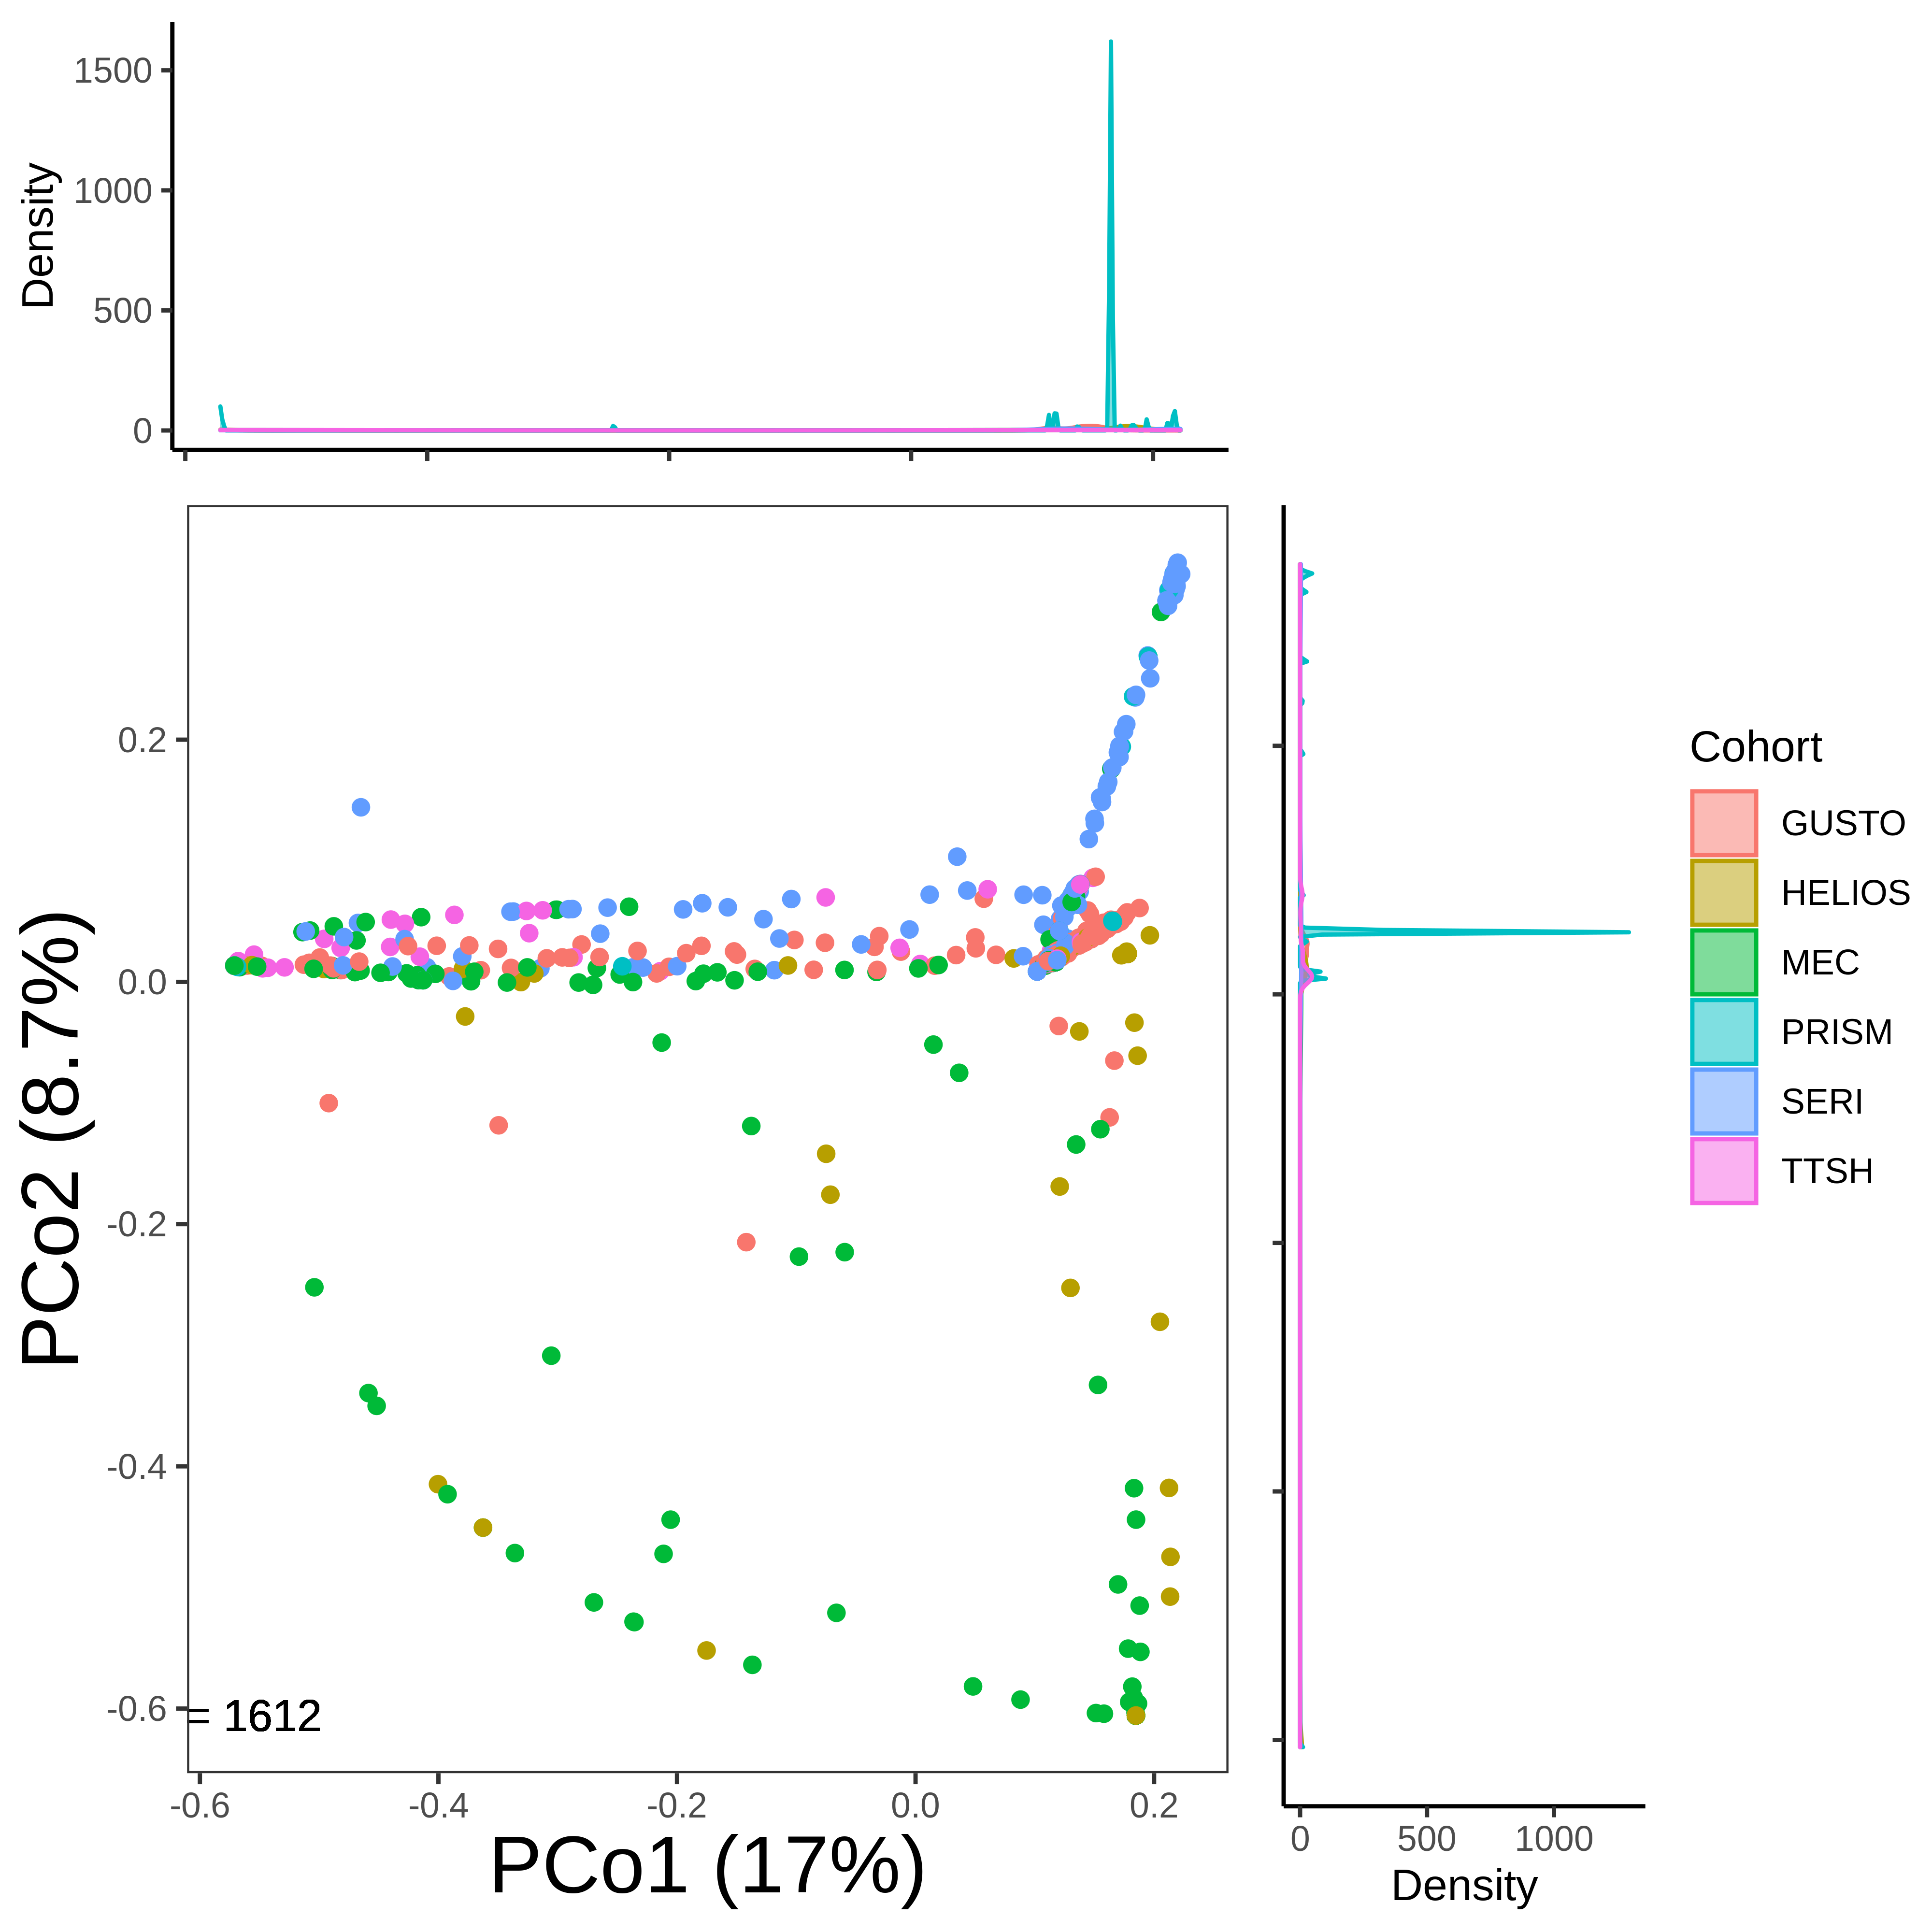 Density
1500
1000
500
0
PCo2 (8.7%)
0.2
0.0
-0.2
-0.4
-0.6
= 1612
-0.6 -0.4 -0.2 0.0 0.2
PCo1 (17%)
0 500 1000
Density
Cohort
GUSTO
HELIOS
MEC
PRISM
SERI
TTSH